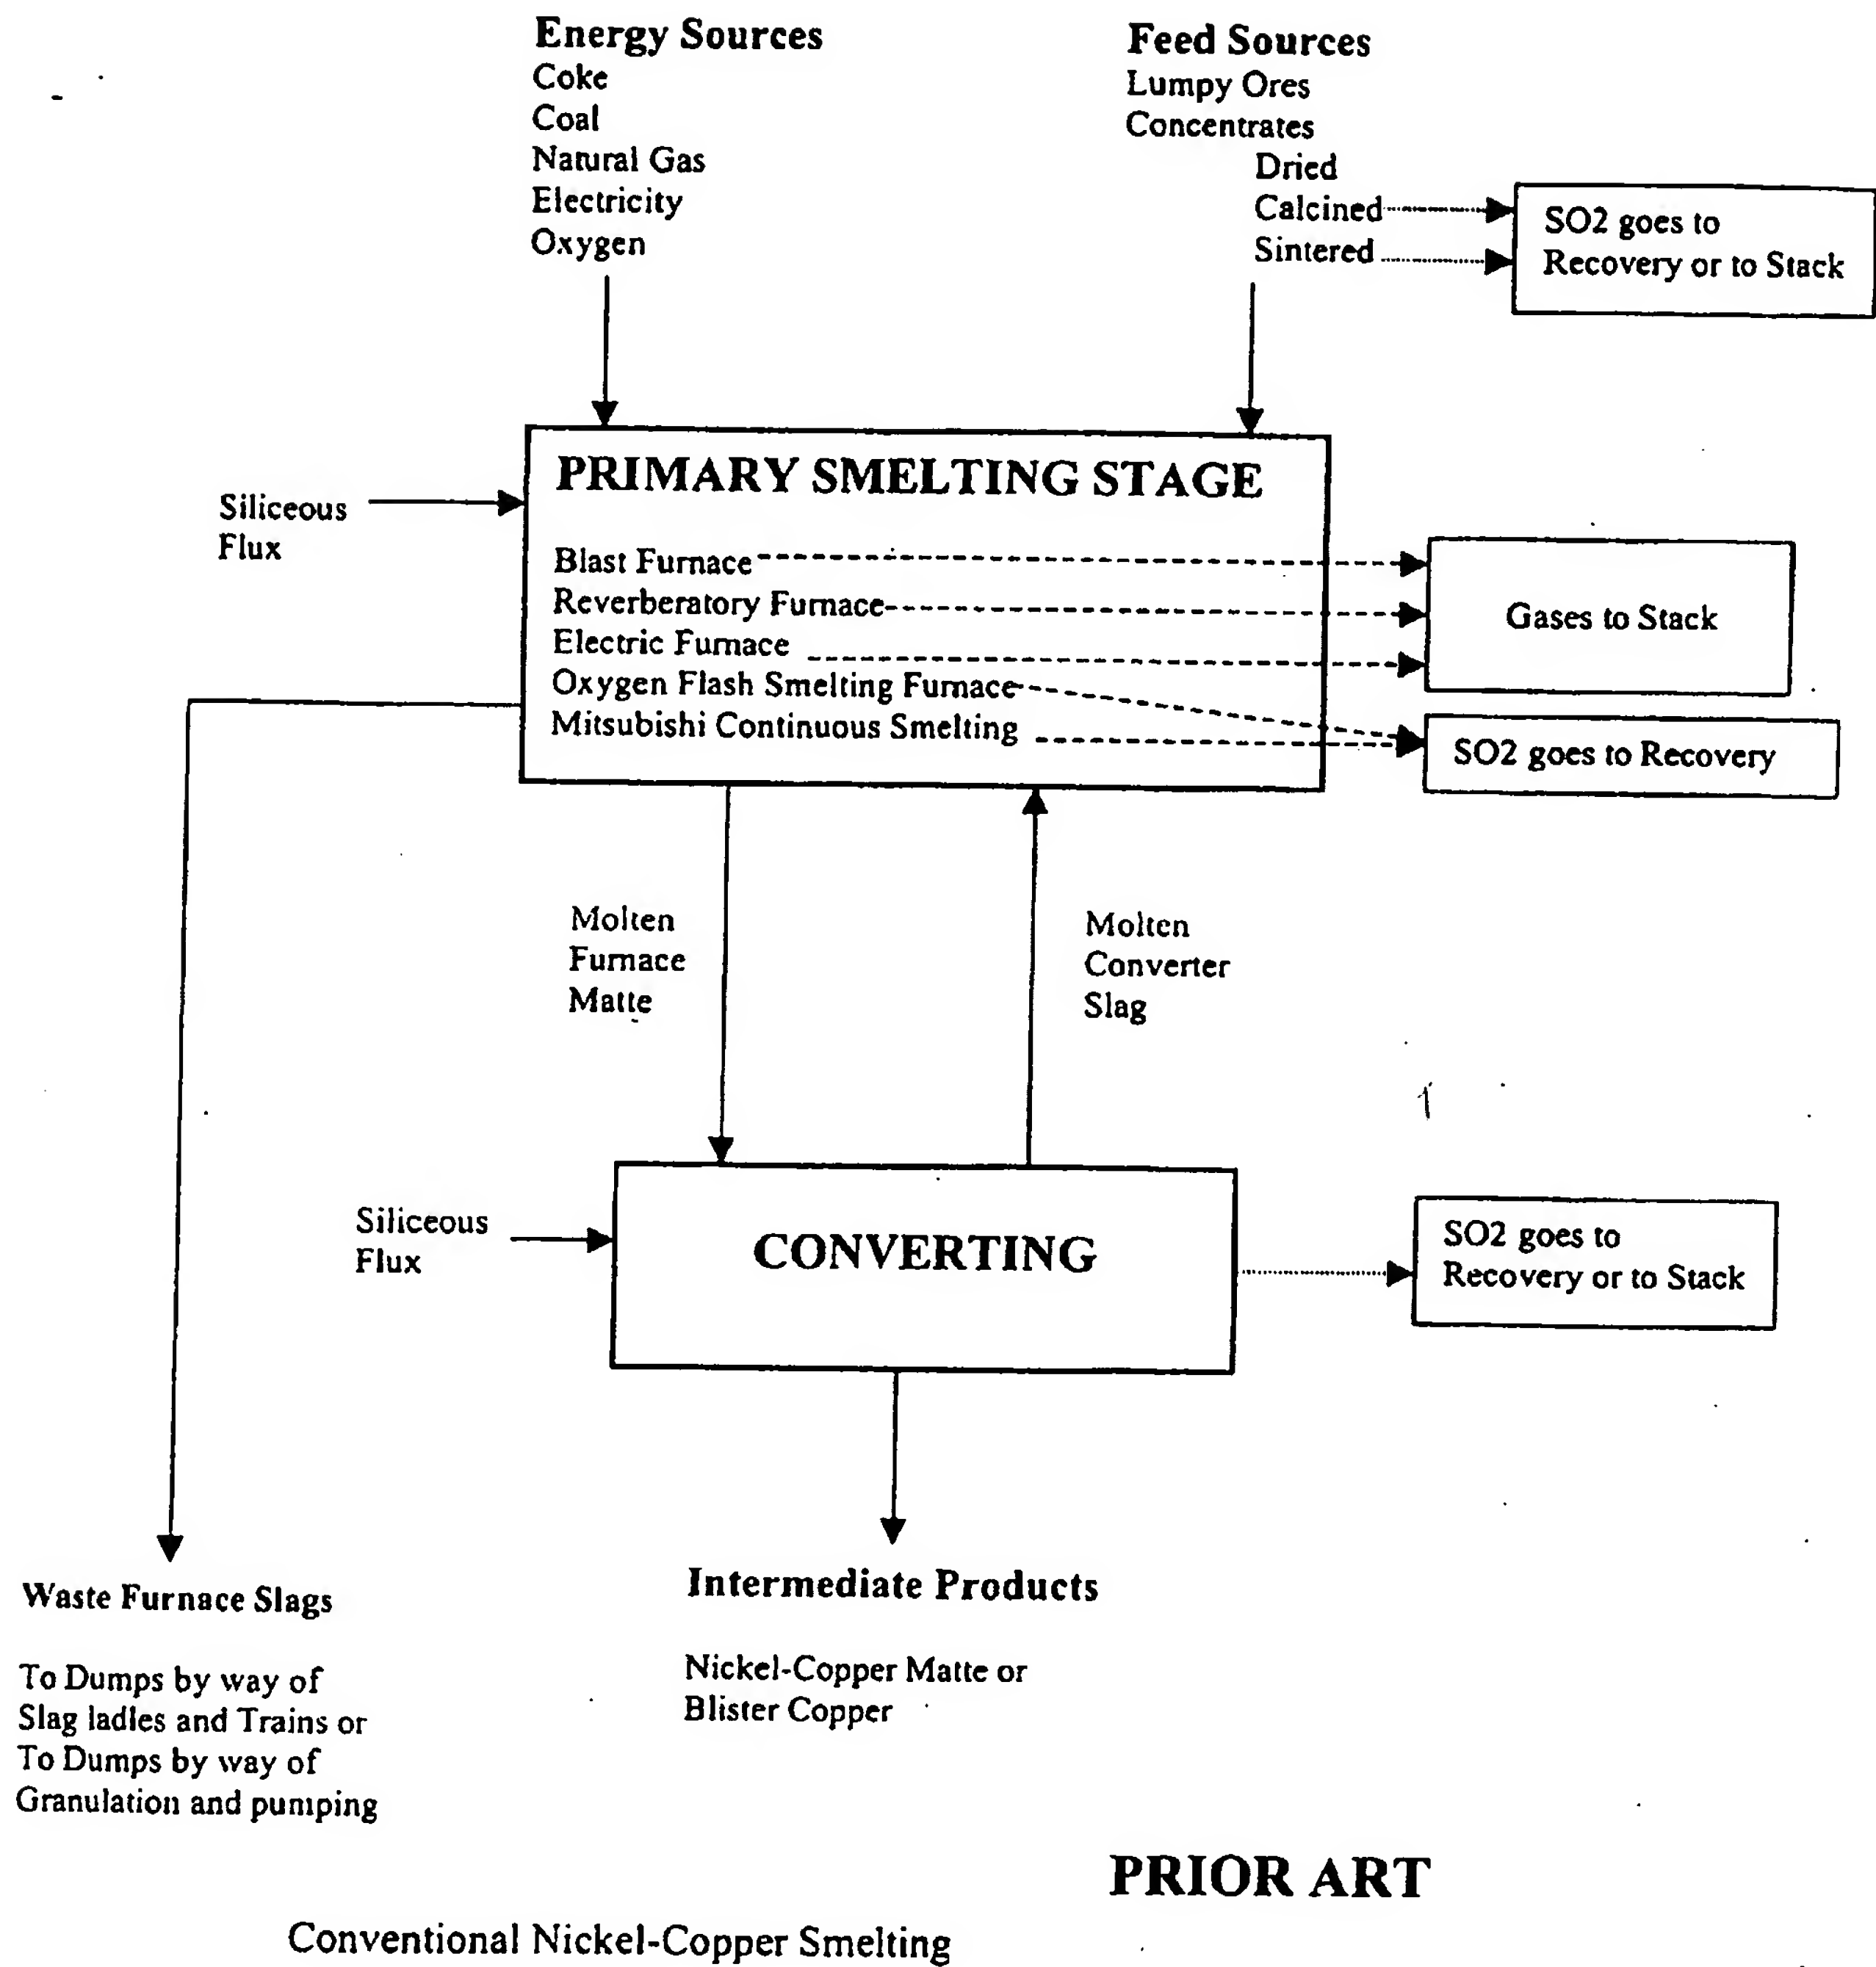 Energy Sources
Coke
Coal
Natural Gas
Electricity
Oxygen
Feed Sources
Lumpy Ores
Concentrates
Dried
Calcined
Sintered
SO2 goes to
Recovery or to Stack
Siliceous
Flux
PRIMARY SMELTING STAGE
Blast Furnace
Reverberatory Furnace
Electric Furnace
Oxygen Flash Smelting Furnace
Mitsubishi Continuous Smelting
Gases to Stack
SO2 goes to Recovery
Molten
Furnace
Matte
Molten
Converter
Slag
Siliceous
Flux
CONVERTING
SO2 goes to
Recovery or to Stack
Waste Furnace Slags
To Dumps by way of
Slag ladles and Trains or
To Dumps by way of
Granulation and pumping
Intermediate Products
Nickel-Copper Matte or
Blister Copper
PRIOR ART
Conventional Nickel-Copper Smelting